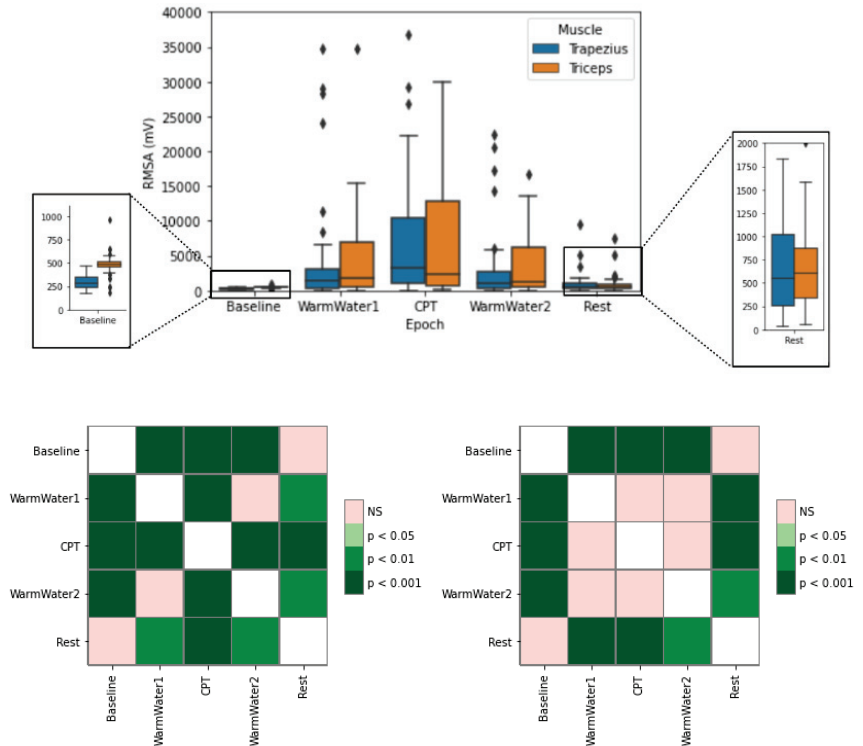 40000
35000
30000
25000
20000
15000
10000
5000
0
RMSA (mV)
Muscle
Trapezius
Triceps
Baseline
WarmWater1
CPT
WarmWater2
Rest
Epoch
1000
750
500
250
0
Baseline
2000
1750
1500
1250
1000
750
500
250
0
Rest
Baseline
WarmWater1
CPT
WarmWater2
Rest
Baseline
WarmWater1
CPT
WarmWater2
Rest
NS
p < 0.05
p < 0.01
p < 0.001
Baseline
WarmWater1
CPT
WarmWater2
Rest
Baseline
WarmWater1
CPT
WarmWater2
Rest
NS
p < 0.05
p < 0.01
p < 0.001